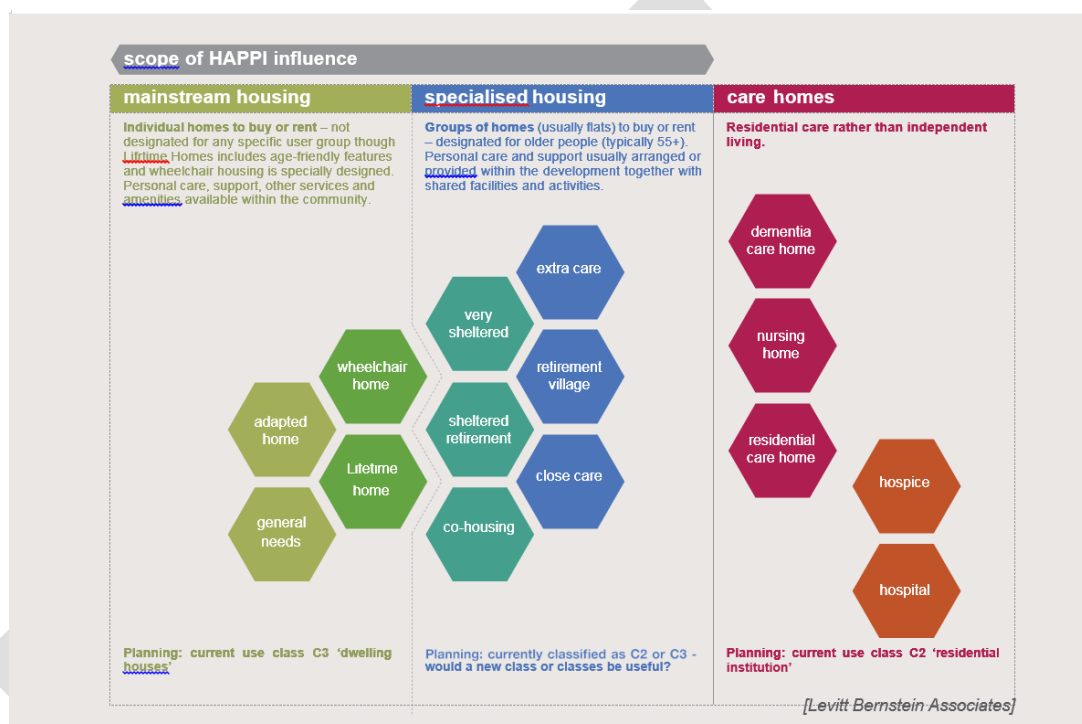 scope of HAPPI influence
mainstream housing
Individual homes to buy or rent – not
designated for any specific user group though
Lifrtime Homes includes age-friendly features
and wheelchair housing is specially designed.
Personal care, support, other services and
amenities available within the community.
adapted
home
general
needs
wheelchair
home
Lifetime
home
Planning: current use class C3 ‘dwelling
houses’
specialised housing
Groups of homes (usually flats) to buy or rent
– designated for older people (typically 55+).
Personal care and support usually arranged or
provided within the development together with
shared facilities and activities.
very
sheltered
sheltered
retirement
co-housing
extra care
retirement
village
close care
Planning: currently classified as C2 or C3 -
would a new class or classes be useful?
care homes
Residential care rather than independent
living.
dementia
care home
nursing
home
residential
care home
hospice
hospital
Planning: current use class C2 ‘residential
institution’
[Levitt Bernstein Associates]